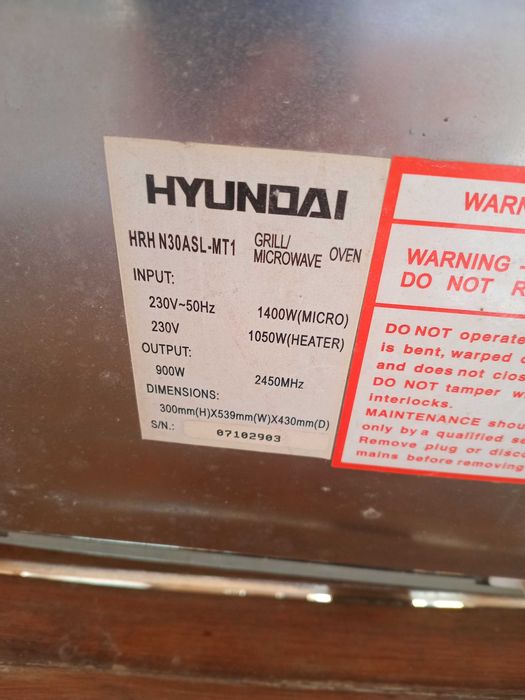 HYUNDAI
HRH N30ASL-MT1 GRILL/ MICROWAVE OVEN
INPUT:
230V~50Hz 1400W(MICRO)
230V 1050W(HEATER)
OUTPUT:
900W 2450MHz
DIMENSIONS:
300mm(H)X539mm(W)X430mm(D)
S/N.: 07102903
WARN
WARNING -
DO NOT R
DO NOT operate
is bent, warped o
and does not clos
DO NOT tamper w
interlocks.
MAINTENANCE shou
only by a qualified se
Remove plug or disco
mains before removing